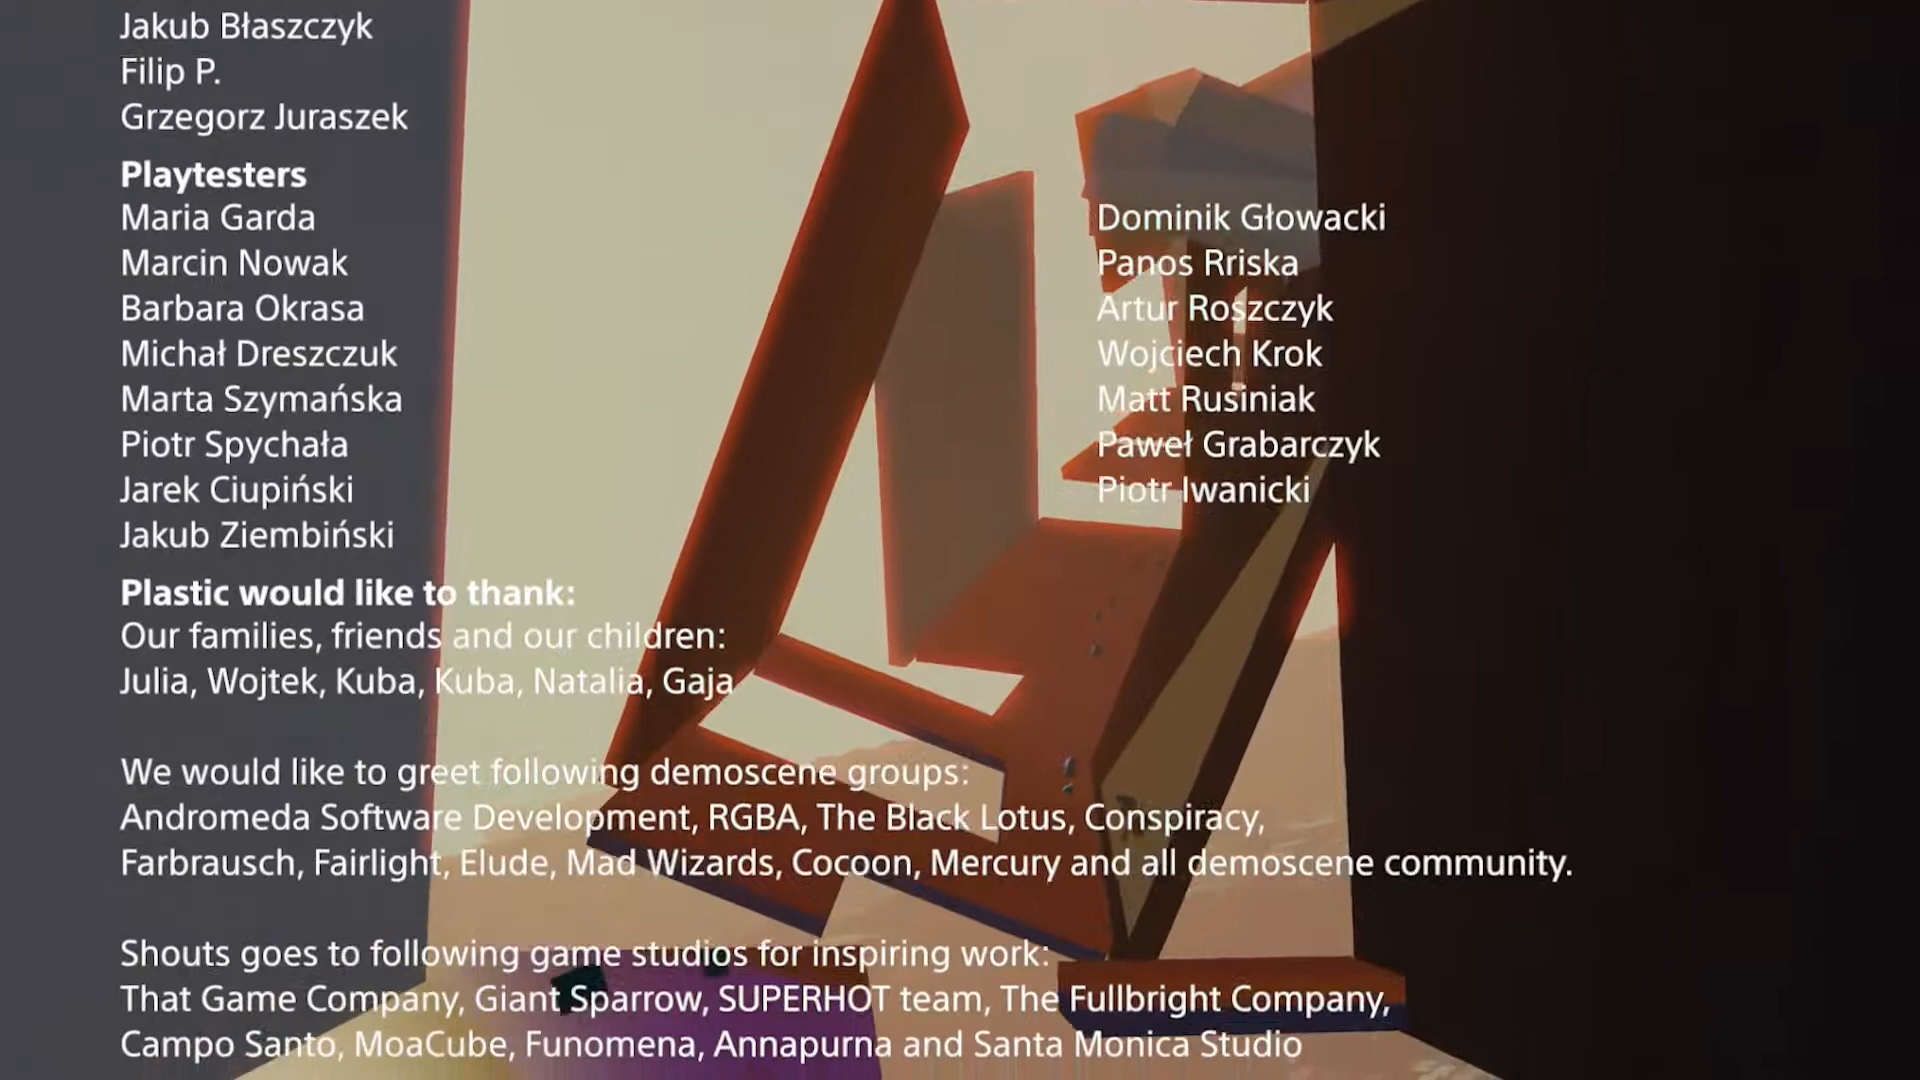 Jakub Błaszczyk
Filip P.
Grzegorz Juraszek
Playtesters
Maria Garda
Marcin Nowak
Barbara Okrasa
Michał Dreszczuk
Marta Szymańska
Piotr Spychała
Jarek Ciupiński
Jakub Ziembiński
Dominik Głowacki
Panos Rriska
Artur Roszczyk
Wojciech Krok
Matt Rusiniak
Paweł Grabarczyk
Piotr Iwanicki
Plastic would like to thank:
Our families, friends and our children:
Julia, Wojtek, Kuba, Kuba, Natalia, Gaja
We would like to greet following demoscene groups:
Andromeda Software Development, RGBA, The Black Lotus, Conspiracy,
Farbrausch, Fairlight, Elude, Mad Wizards, Cocoon, Mercury and all demoscene community.
Shouts goes to following game studios for inspiring work:
That Game Company, Giant Sparrow, SUPERHOT team, The Fullbright Company,
Campo Santo, MoaCube, Funomena, Annapurna and Santa Monica Studio